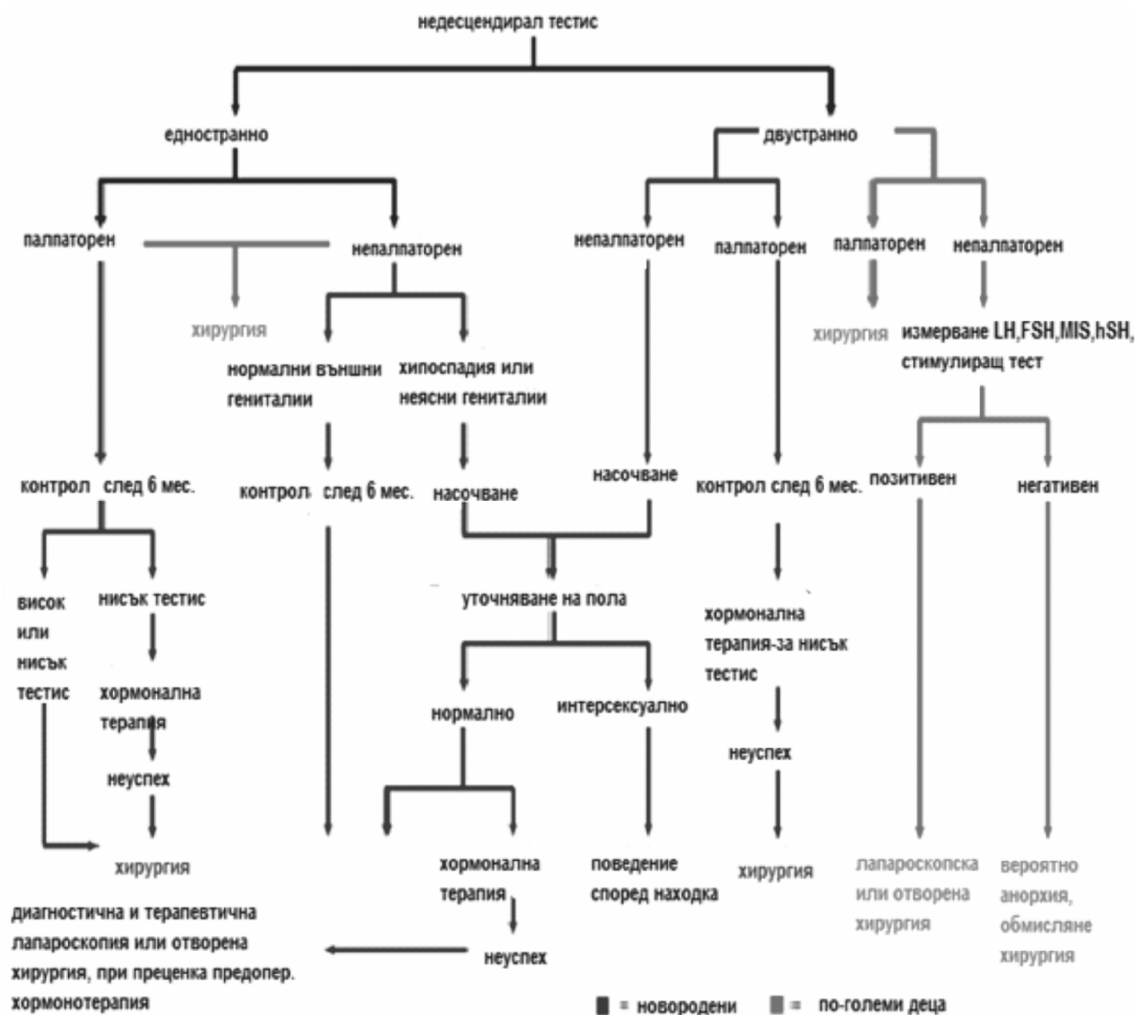 недесцендирал тестис
едностранно
двустранно
палпаторен
непалпаторен
непалпаторен
палпаторен
палпаторен
непалпаторен
хирургия
хирургия
измерване LH,FSH,MIS,hSH,
стимулиращ тест
нормални външни
гениталии
хипоспадия или
неясни гениталии
контрол след 6 мес.
контрол след 6 мес.
насочване
насочване
контрол след 6 мес.
позитивен
негативен
висок
или
нисък
тестис
нисък тестис
хормонална
терапия
неуспех
хирургия
уточняване на пола
нормално
интерсексуално
хормонална
терапия-за нисък
тестис
неуспех
хирургия
хормонална
терапия
неуспех
поведение
според находка
лапароскопска
или отворена
хирургия
вероятно
анорхия,
обмисляне
хирургия
диагностична и терапевтична
лапароскопия или отворена
хирургия, при преценка предопер.
хормонотерапия
= новородени
= по-големи деца